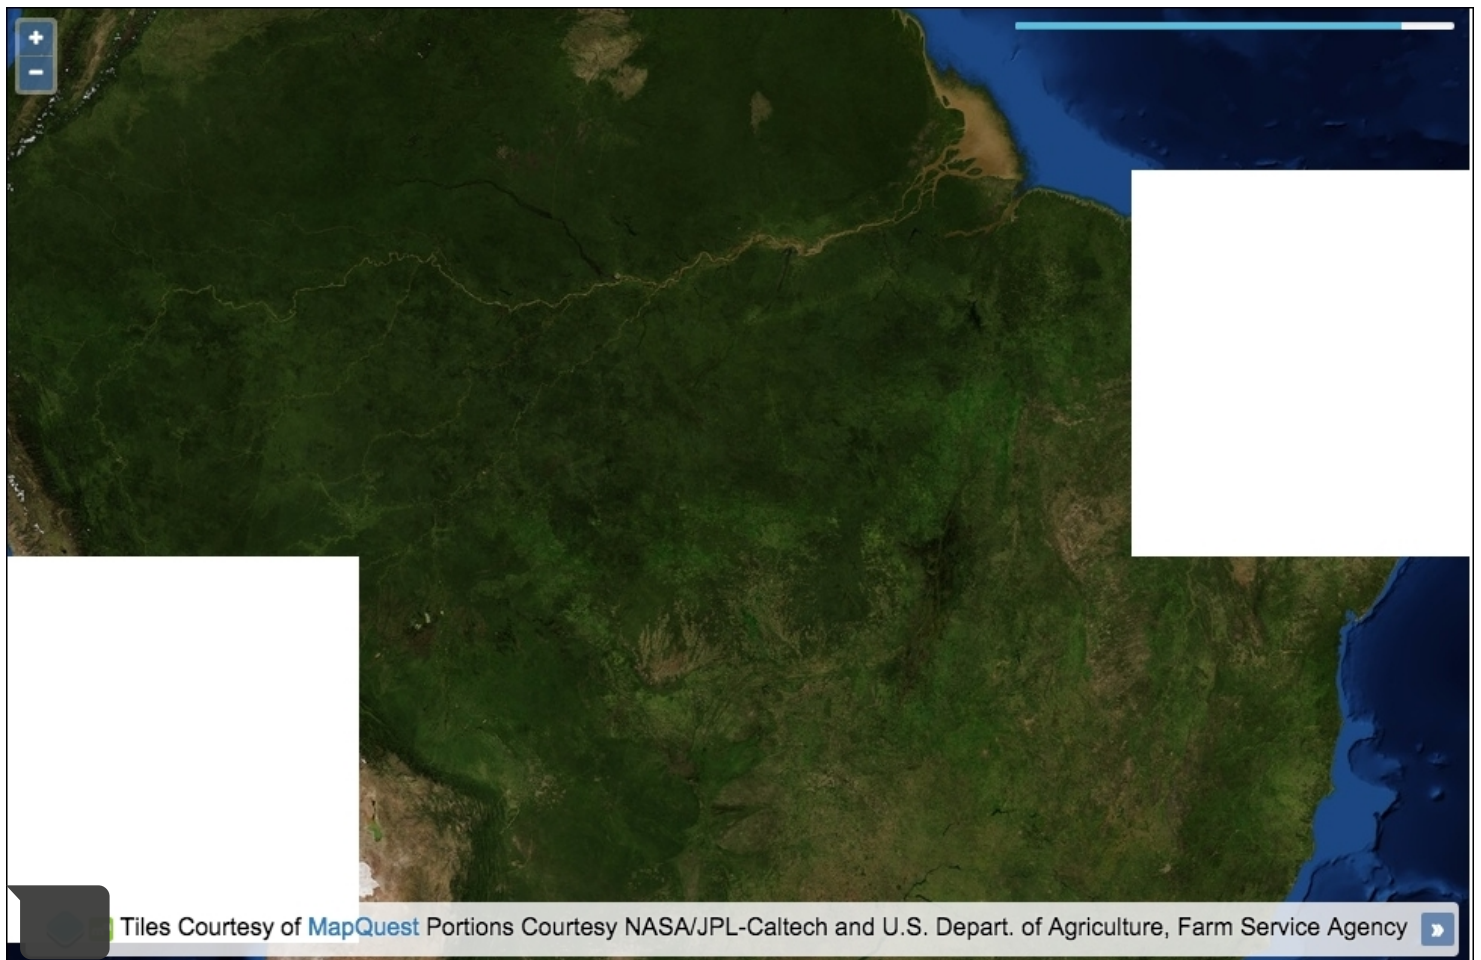 +
−
Tiles Courtesy of MapQuest Portions Courtesy NASA/JPL-Caltech and U.S. Depart. of Agriculture, Farm Service Agency »